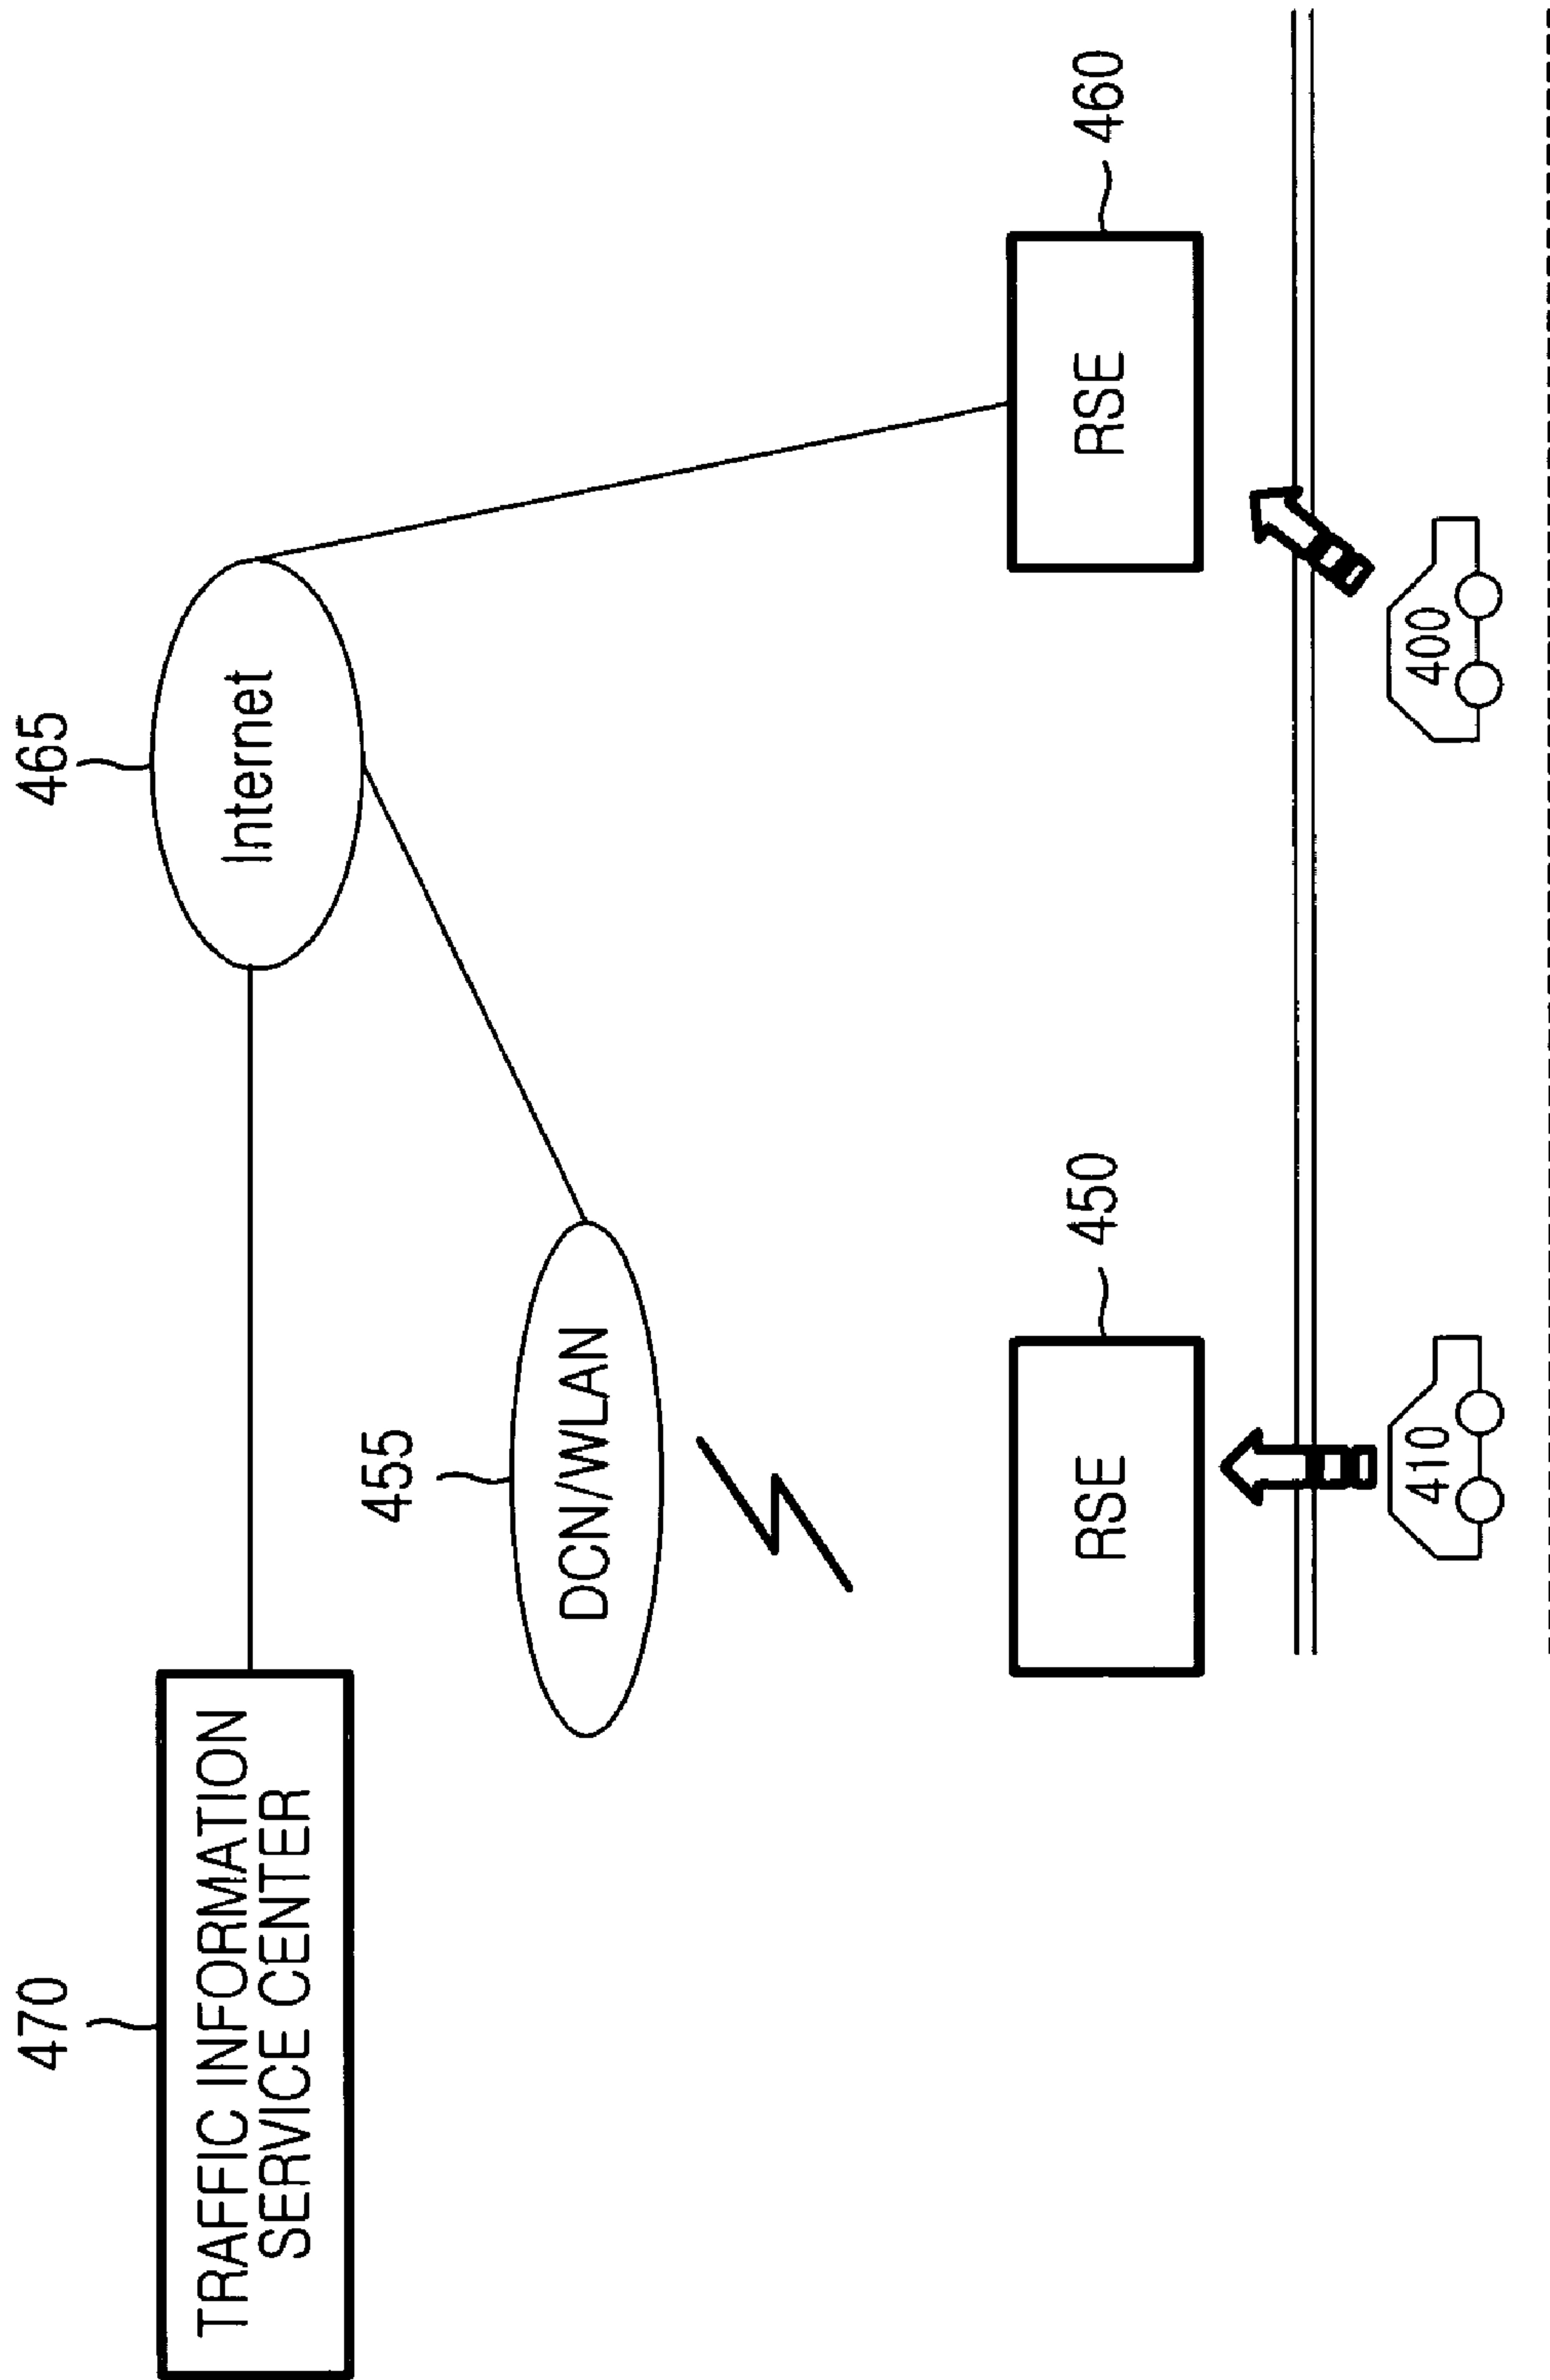 470
TRAFFIC INFORMATION
SERVICE CENTER
465
Internet
455
DCN/WLAN
450
RSE
460
RSE
410
400